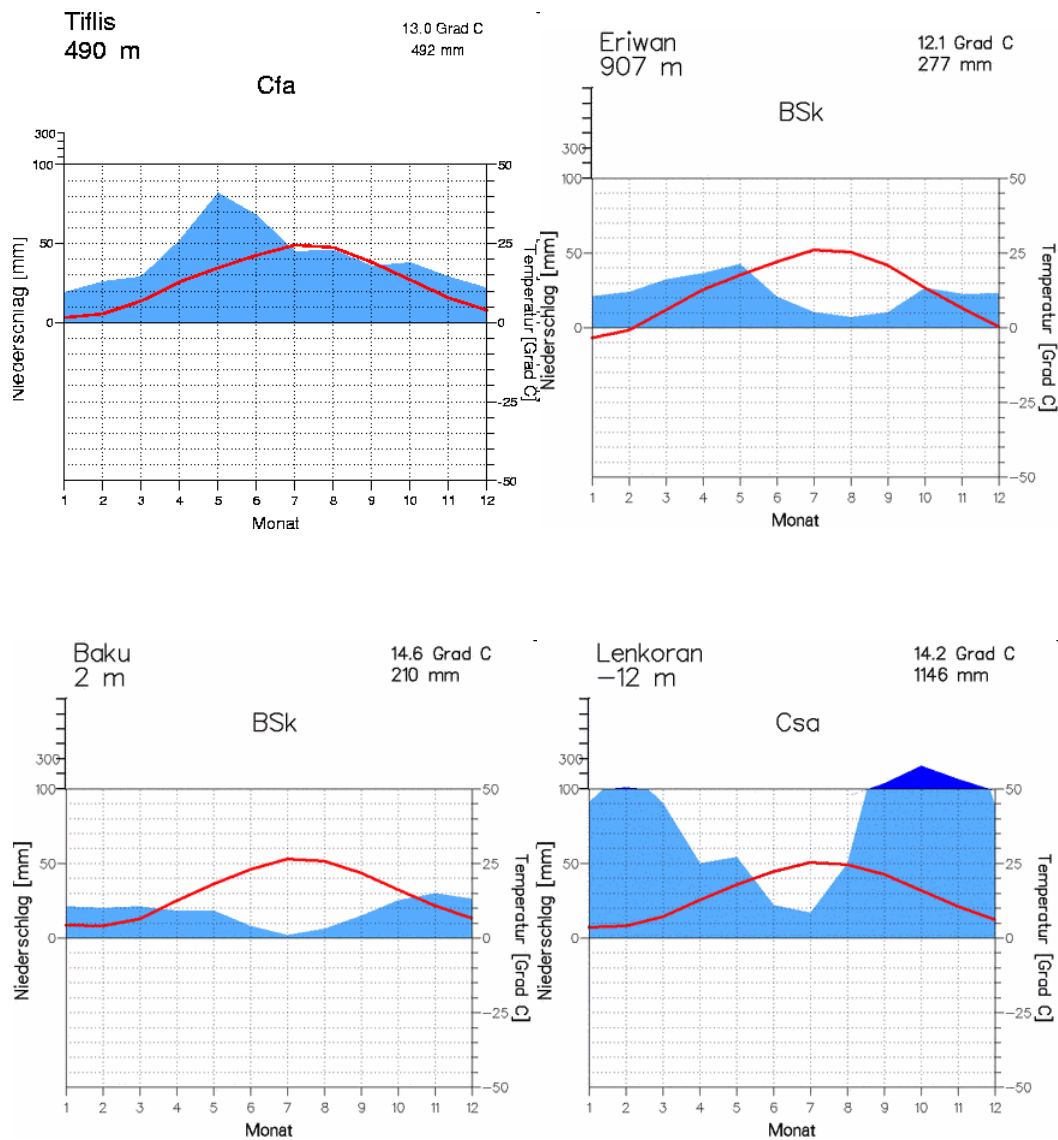 Tiflis
490 m
13.0 Grad C
492 mm
Cfa
300
100
50
0
50
25
0
-25
-50
Niederschlag [mm]
Temperatur [Grad C]
1 2 3 4 5 6 7 8 9 10 11 12
Monat
Eriwan
907 m
12.1 Grad C
277 mm
BSk
300
100
50
0
50
25
0
-25
-50
Niederschlag [mm]
Temperatur [Grad C]
1 2 3 4 5 6 7 8 9 10 11 12
Monat
Baku
2 m
14.6 Grad C
210 mm
BSk
300
100
50
0
50
25
0
-25
-50
Niederschlag [mm]
Temperatur [Grad C]
1 2 3 4 5 6 7 8 9 10 11 12
Monat
Lenkoran
-12 m
14.2 Grad C
1146 mm
Csa
300
100
50
0
50
25
0
-25
-50
Niederschlag [mm]
Temperatur [Grad C]
1 2 3 4 5 6 7 8 9 10 11 12
Monat